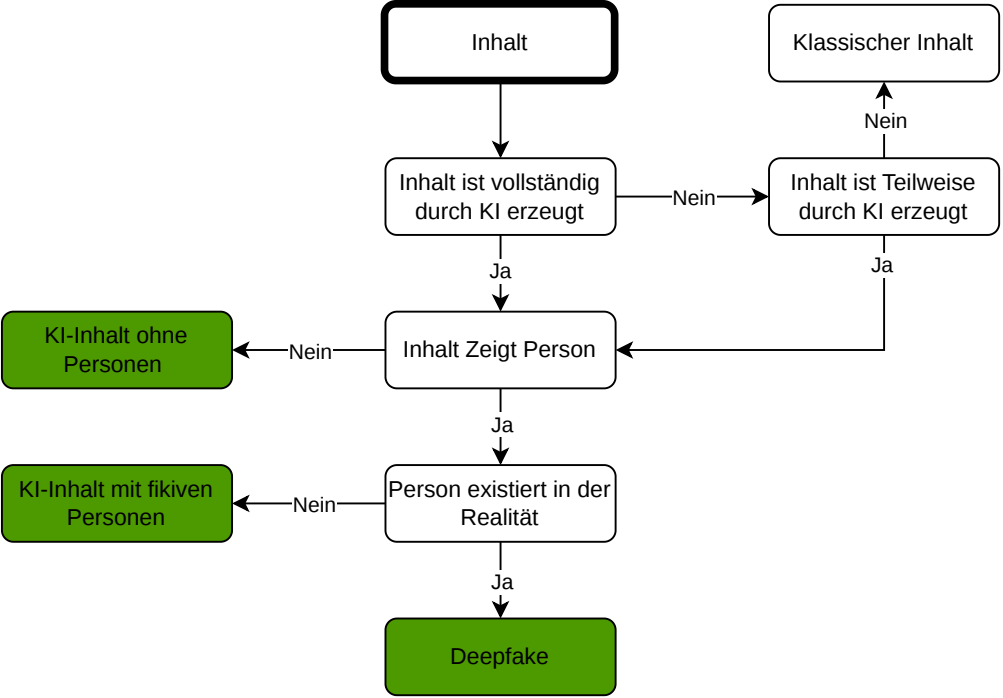 Inhalt
Klassischer Inhalt
Nein
Inhalt ist vollständig
durch KI erzeugt
Nein
Inhalt ist Teilweise
durch KI erzeugt
Ja
Ja
KI-Inhalt ohne
Personen
Nein
Inhalt Zeigt Person
Ja
KI-Inhalt mit fikiven
Personen
Nein
Person existiert in der
Realität
Ja
Deepfake